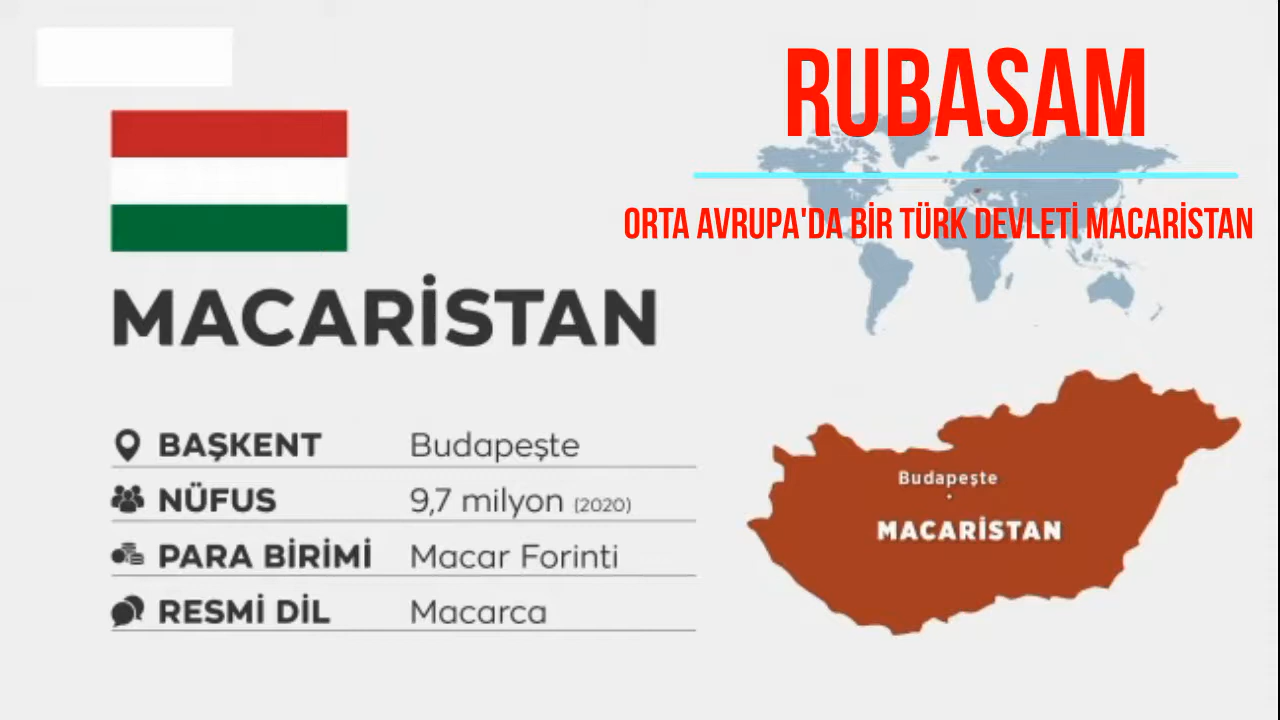 RUBASAM
ORTA AVRUPA'DA BİR TÜRK DEVLETİ MACARİSTAN
MACARİSTAN
BAŞKENT Budapeşte
NÜFUS 9,7 milyon (2020)
PARA BİRİMİ Macar Forinti
RESMİ DİL Macarca
Budapeşte
MACARİSTAN